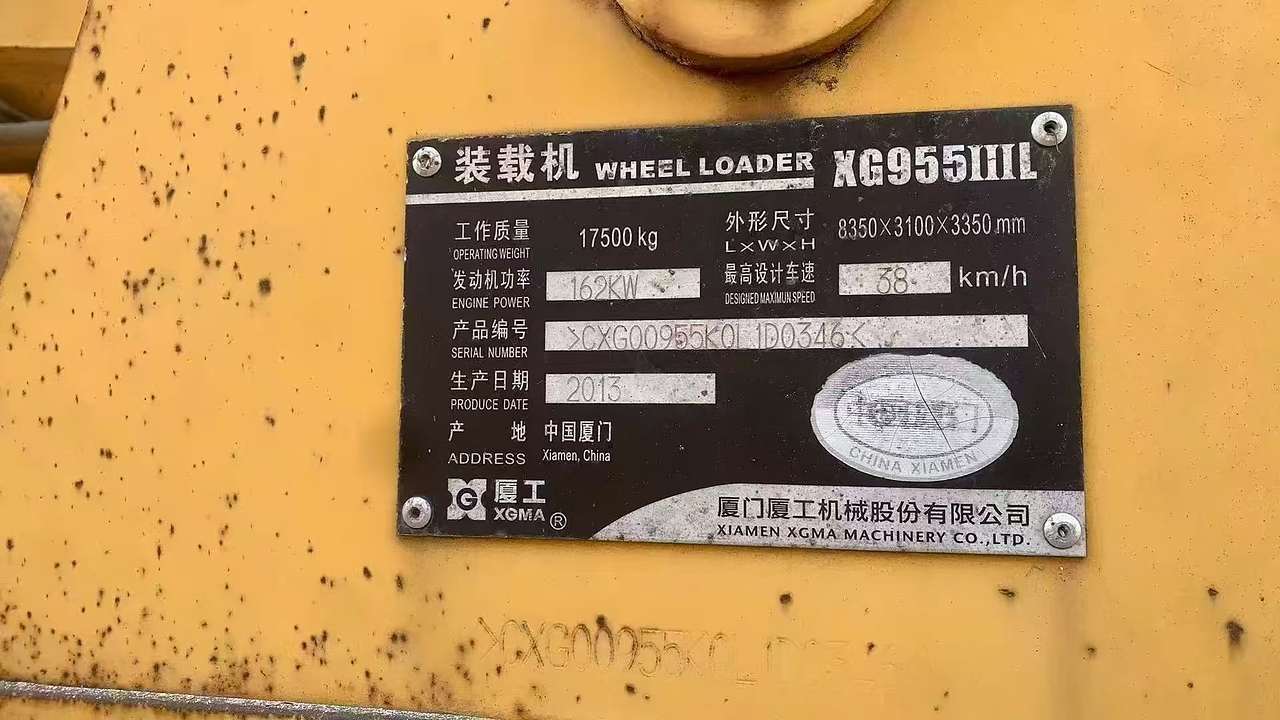 装载机 WHEEL LOADER XG955IIIL
工作质量 17500 kg 外形尺寸 8350×3100×3350 mm
OPERATING WEIGHT L×W×H
发动机功率 162KW 最高设计车速 38 km/h
ENGINE POWER DESIGNED MAXIMUN SPEED
产品编号 >CXG00955K0L1D0346<
SERIAL NUMBER
生产日期 2013
PRODUCE DATE
产 地 中国厦门
ADDRESS Xiamen, China
CHINA XIAMEN
厦工
XGMA ®
厦门厦工机械股份有限公司
XIAMEN XGMA MACHINERY CO.,LTD.
>CXG00955K0L1D